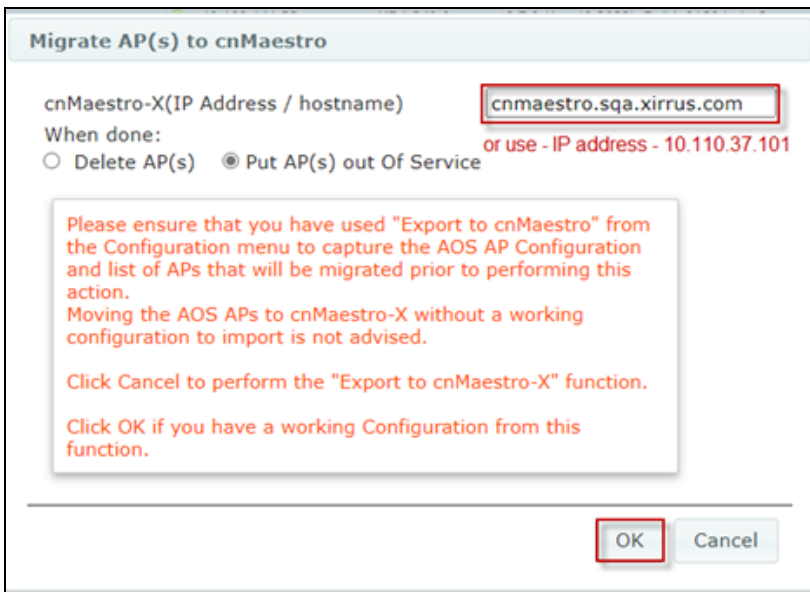 Migrate AP(s) to cnMaestro
cnMaestro-X(IP Address / hostname)
cnmaestro.sqa.xirrus.com
When done:
or use - IP address - 10.110.37.101
Delete AP(s)
Put AP(s) out Of Service
Please ensure that you have used "Export to cnMaestro" from
the Configuration menu to capture the AOS AP Configuration
and list of APs that will be migrated prior to performing this
action.
Moving the AOS APs to cnMaestro-X without a working
configuration to import is not advised.
Click Cancel to perform the "Export to cnMaestro-X" function.
Click OK if you have a working Configuration from this
function.
OK
Cancel